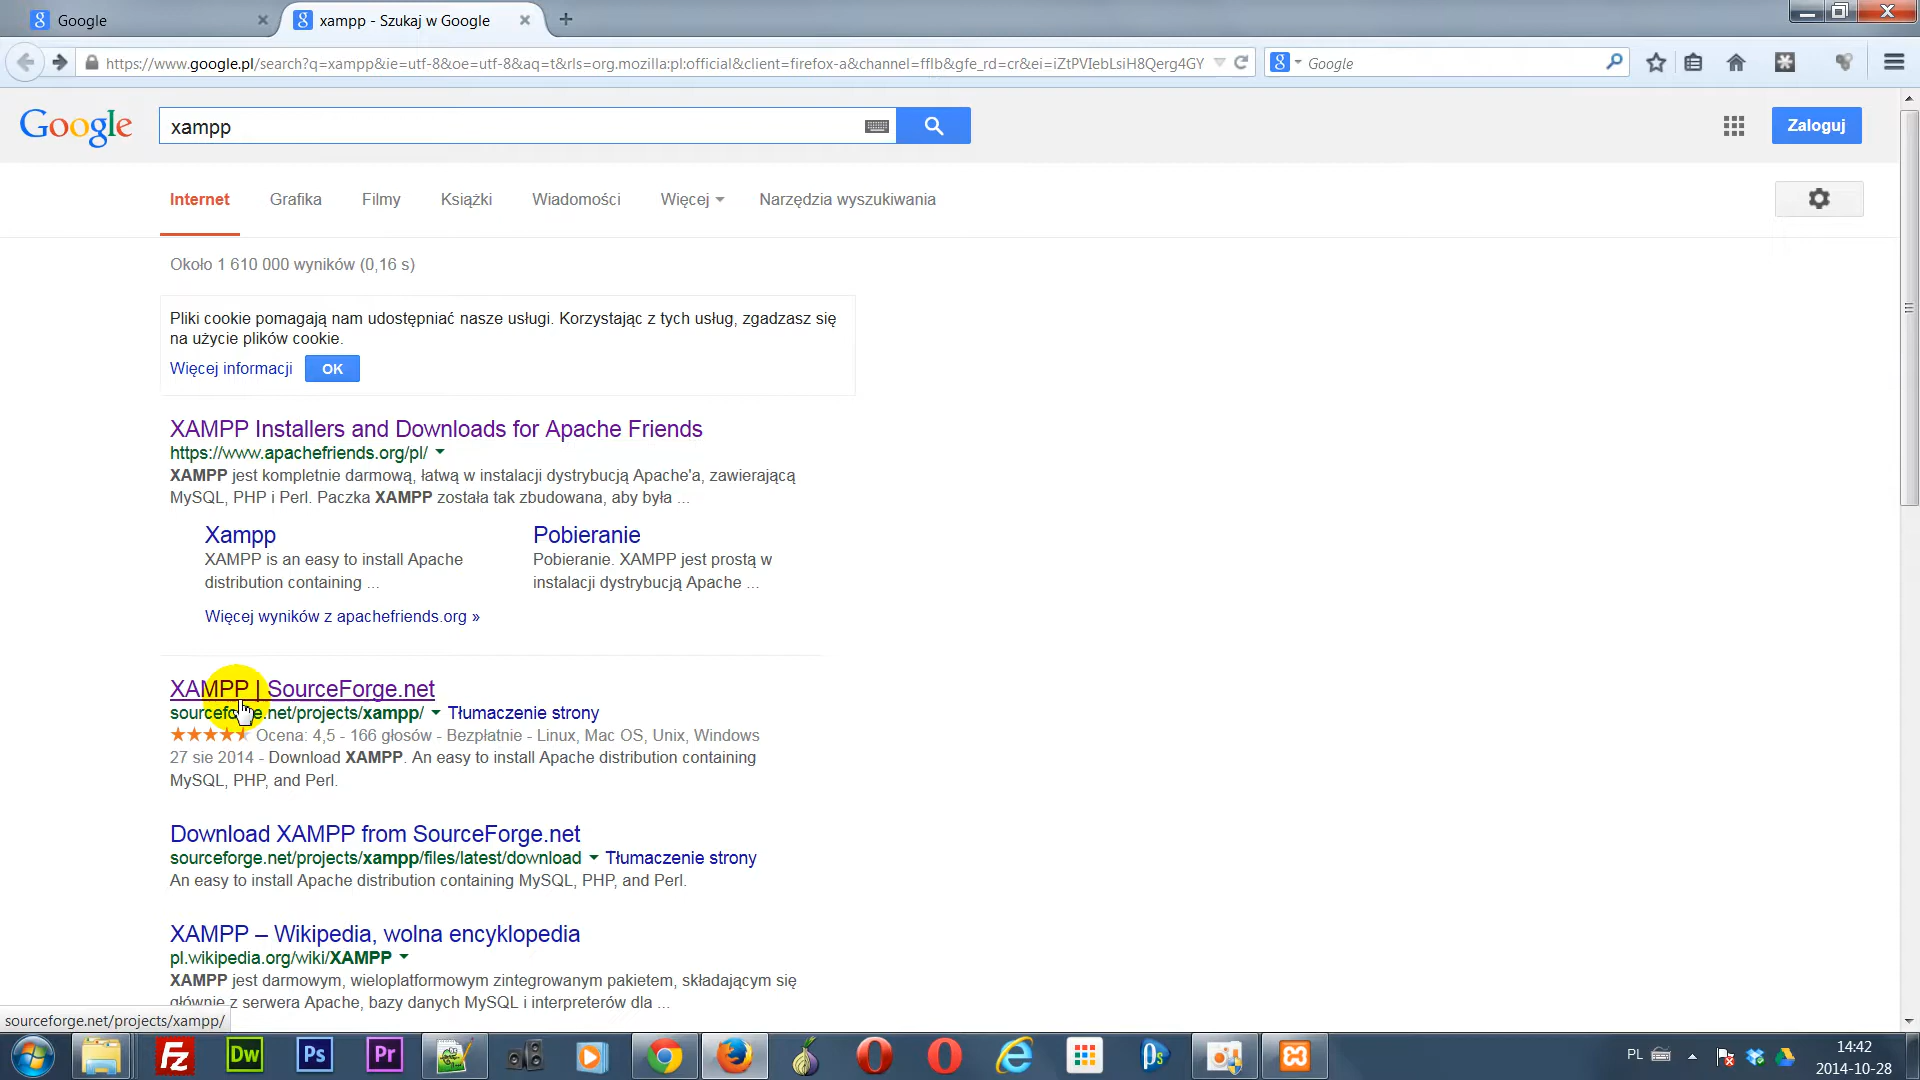 Google
xampp - Szukaj w Google
https://www.google.pl/search?q=xampp&ie=utf-8&oe=utf-8&aq=t&rls=org.mozilla:pl:official&client=firefox-a&channel=fflb&gfe_rd=cr&ei=iZtPVIebLsiH8Qerg4GY
Google
Google
xampp
Zaloguj
Internet Grafika Filmy Książki Wiadomości Więcej Narzędzia wyszukiwania
Około 1 610 000 wyników (0,16 s)
Pliki cookie pomagają nam udostępniać nasze usługi. Korzystając z tych usług, zgadzasz się
na użycie plików cookie.
Więcej informacji OK
XAMPP Installers and Downloads for Apache Friends
https://www.apachefriends.org/pl/
XAMPP jest kompletnie darmową, łatwą w instalacji dystrybucją Apache'a, zawierającą
MySQL, PHP i Perl. Paczka XAMPP została tak zbudowana, aby była ...
Xampp
XAMPP is an easy to install Apache
distribution containing ...
Pobieranie
Pobieranie. XAMPP jest prostą w
instalacji dystrybucją Apache ...
Więcej wyników z apachefriends.org »
XAMPP | SourceForge.net
sourceforge.net/projects/xampp/ Tłumaczenie strony
Ocena: 4,5 - 166 głosów - Bezpłatnie - Linux, Mac OS, Unix, Windows
27 sie 2014 - Download XAMPP. An easy to install Apache distribution containing
MySQL, PHP, and Perl.
Download XAMPP from SourceForge.net
sourceforge.net/projects/xampp/files/latest/download Tłumaczenie strony
An easy to install Apache distribution containing MySQL, PHP, and Perl.
XAMPP – Wikipedia, wolna encyklopedia
pl.wikipedia.org/wiki/XAMPP
XAMPP jest darmowym, wieloplatformowym zintegrowanym pakietem, składającym się
głównie z serwera Apache, bazy danych MySQL i interpreterów dla ...
sourceforge.net/projects/xampp/
Fz Dw Ps Pr
PL
14:42
2014-10-28